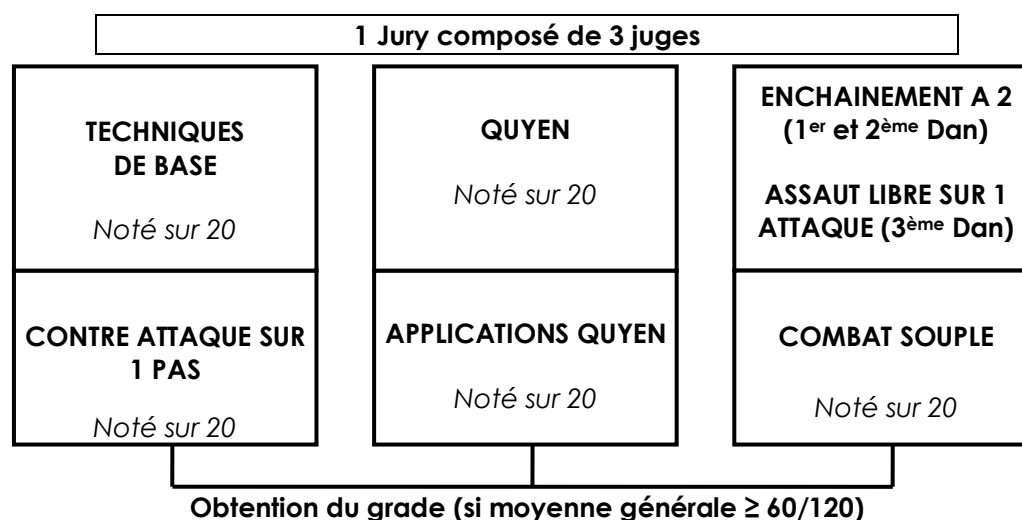 1 Jury composé de 3 juges
TECHNIQUES
DE BASE
Noté sur 20
QUYEN
Noté sur 20
ENCHAINEMENT A 2
(1er et 2ème Dan)
ASSAUT LIBRE SUR 1
ATTAQUE (3ème Dan)
CONTRE ATTAQUE SUR
1 PAS
Noté sur 20
APPLICATIONS QUYEN
Noté sur 20
COMBAT SOUPLE
Noté sur 20
Obtention du grade (si moyenne générale ≥ 60/120)